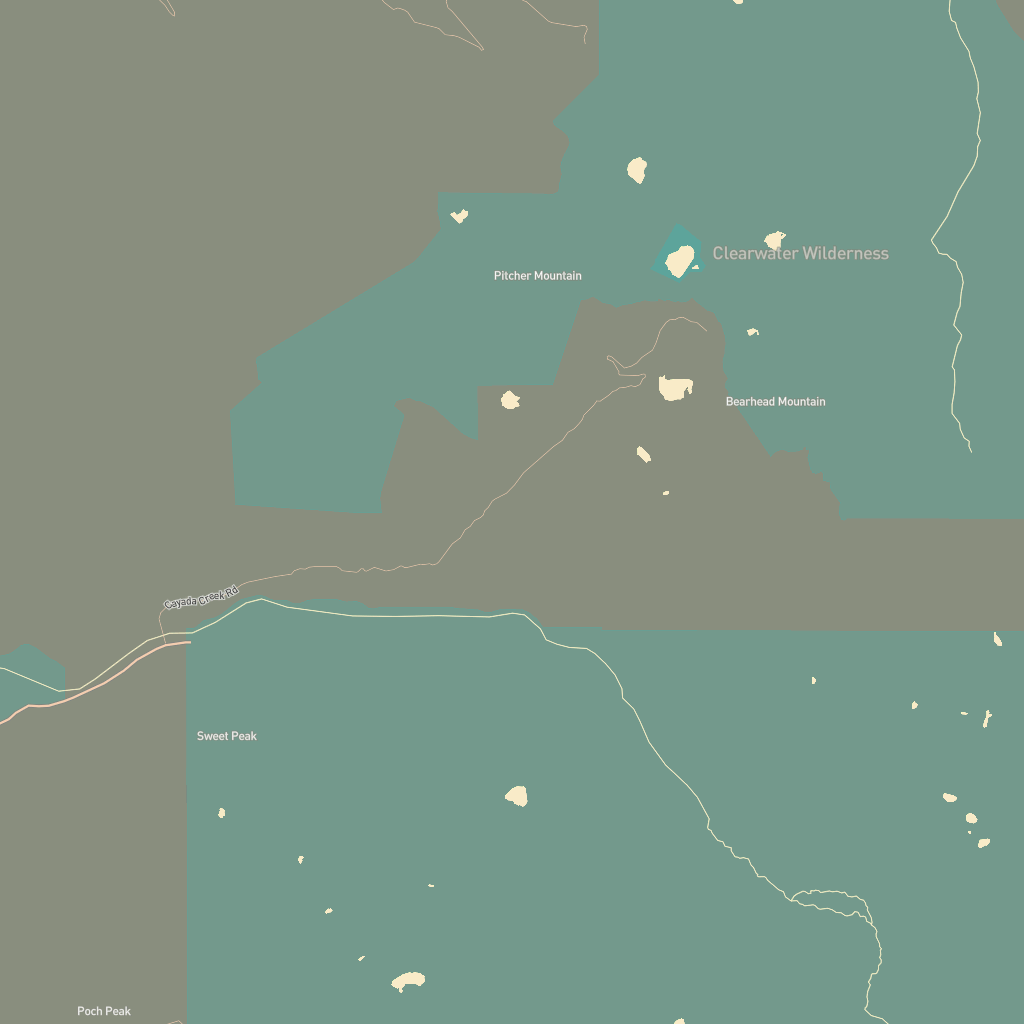 Clearwater Wilderness
Pitcher Mountain
Bearhead Mountain
Cayada Creek Rd
Sweet Peak
Poch Peak